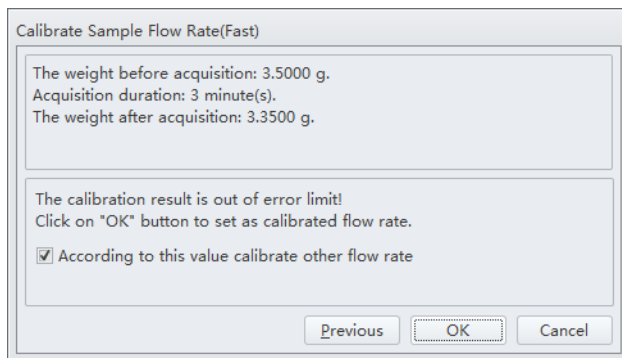 Calibrate Sample Flow Rate(Fast)
The weight before acquisition: 3.5000 g.
Acquisition duration: 3 minute(s).
The weight after acquisition: 3.3500 g.
The calibration result is out of error limit!
Click on "OK" button to set as calibrated flow rate.
According to this value calibrate other flow rate
Previous OK Cancel